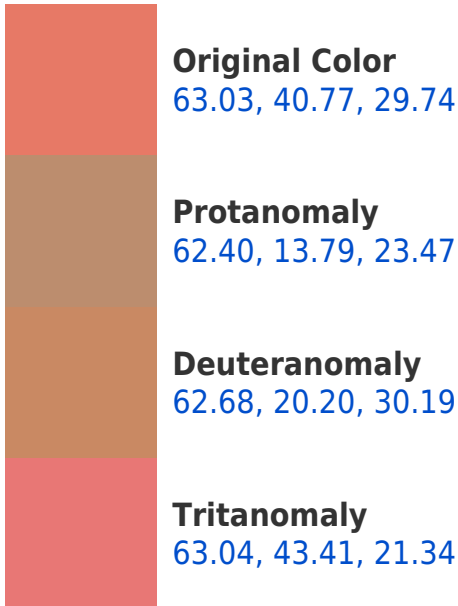 Original Color
63.03, 40.77, 29.74
Protanomaly
62.40, 13.79, 23.47
Deuteranomaly
62.68, 20.20, 30.19
Tritanomaly
63.04, 43.41, 21.34